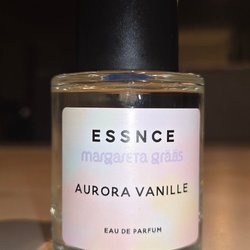 ESSNCE
margareta grääs
AURORA VANILLE
EAU DE PARFUM